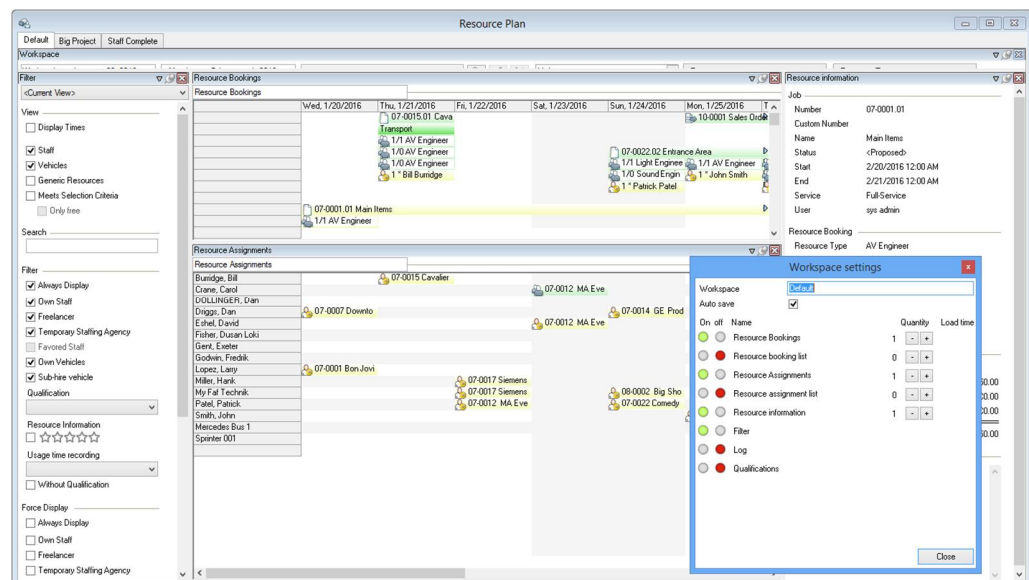 Resource Plan
Default Big Project Staff Complete
Workspace
Filter
<Current View>
View
Display Times
Staff
Vehicles
Generic Resources
Meets Selection Criteria
Only free
Search
Filter
Always Display
Own Staff
Freelancer
Temporary Staffing Agency
Favored Staff
Own Vehicles
Sub-hire vehicle
Qualification
Resource Information
Usage time recording
Without Qualification
Force Display
Always Display
Own Staff
Freelancer
Temporary Staffing Agency
Resource Bookings
Resource Bookings
Wed, 1/20/2016 Thu, 1/21/2016 Fri, 1/22/2016 Sat, 1/23/2016 Sun, 1/24/2016 Mon, 1/25/2016 T
07-0015.01 Cava 10-0001 Sales Orde
Transport
1/1 AV Engineer
1/0 AV Engineer 07-0022.02 Entrance Area
1/0 AV Engineer 1/1 Light Enginee 1/1 AV Engineer
1 * Bill Burridge 1/0 Sound Engin 1 * John Smith
1 * Patrick Patel
07-0001.01 Main Items
1/1 AV Engineer
Resource Assignments
Resource Assignments
Burridge, Bill 07-0015 Cavalier
Crane, Carol 07-0012 MA Eve
DOLLINGER, Dan
Driggs, Dan 07-0007 Downto 07-0014 GE Prod
Eshel, David 07-0012 MA Eve
Fisher, Dusan Loki
Gent, Exeter
Godwin, Fredrik
Lopez, Larry 07-0001 Bon Jovi
Miller, Hank 07-0017 Siemens
My Fat Technik 07-0017 Siemens 08-0002 Big Sho
Patel, Patrick 07-0012 MA Eve 07-0022 Comedy
Smith, John
Mercedes Bus 1
Sprinter 001
Resource information
Job
Number 07-0001.01
Custom Number
Name Main Items
Status <Proposed>
Start 2/20/2016 12:00 AM
End 2/21/2016 12:00 AM
Service Full-Service
User sys admin
Resource Booking
Resource Type AV Engineer
Workspace settings
Workspace Default
Auto save
On off Name Quantity Load time
Resource Bookings 1 - +
Resource booking list 0 - +
Resource Assignments 1 - +
Resource assignment list 0 - +
Resource information 1 - +
Filter
Log
Qualifications
Close